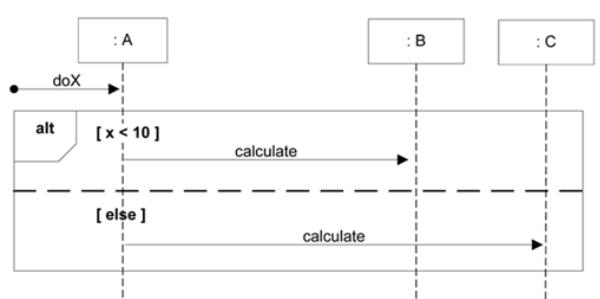 : A
: B
: C
doX
alt
[ x < 10 ]
calculate
[ else ]
calculate